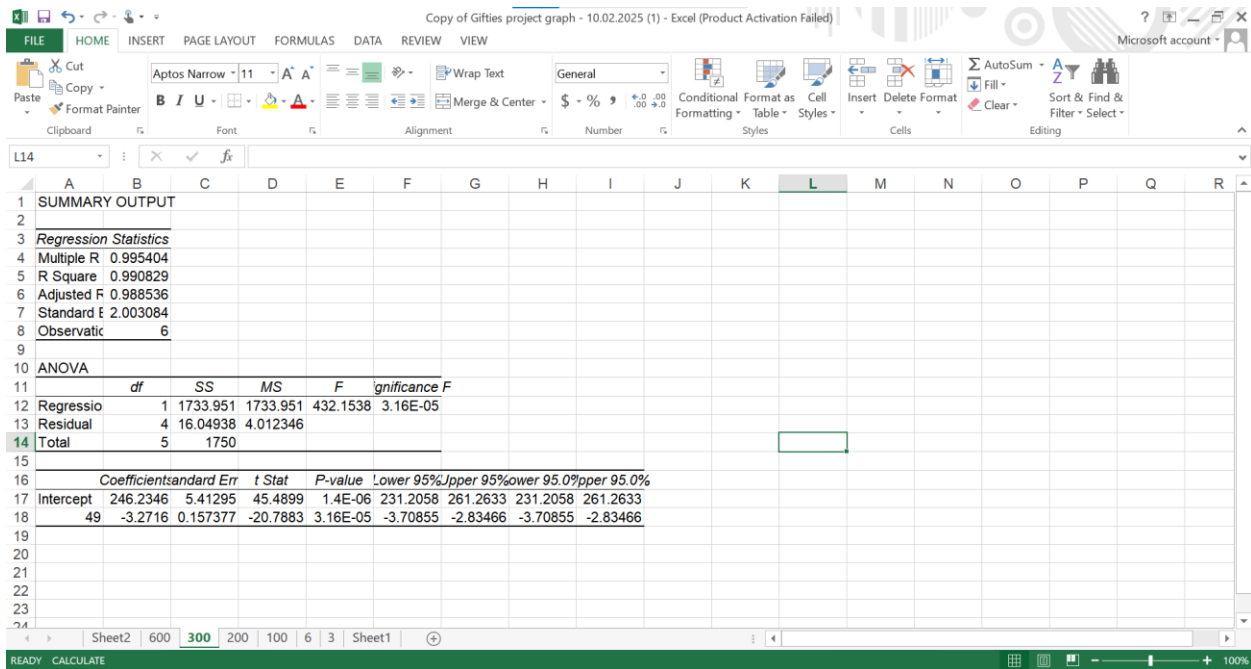 Copy of Gifties project graph - 10.02.2025 (1) - Excel (Product Activation Failed)
FILE HOME INSERT PAGE LAYOUT FORMULAS DATA REVIEW VIEW Microsoft account
Paste
Cut
Copy
Format Painter
Clipboard
Aptos Narrow 11
B I U
Font
Wrap Text
Merge & Center
Alignment
General
$ % ,
Number
Conditional Formatting
Format as Table
Cell Styles
Styles
Insert Delete Format
Cells
AutoSum
Fill
Clear
Sort & Filter
Find & Select
Editing
L14 fx
A B C D E F G H I J K L M N O P Q R
1 SUMMARY OUTPUT
2
3 Regression Statistics
4 Multiple R 0.995404
5 R Square 0.990829
6 Adjusted R 0.988536
7 Standard E 2.003084
8 Observatio 6
9
10 ANOVA
11 df SS MS F ignificance F
12 Regressio 1 1733.951 1733.951 432.1538 3.16E-05
13 Residual 4 16.04938 4.012346
14 Total 5 1750
15
16 Coefficients andard Err t Stat P-value Lower 95% Upper 95% ower 95.0% pper 95.0%
17 Intercept 246.2346 5.41295 45.4899 1.4E-06 231.2058 261.2633 231.2058 261.2633
18 49 -3.2716 0.157377 -20.7883 3.16E-05 -3.70855 -2.83466 -3.70855 -2.83466
19
20
21
22
23
24
Sheet2 600 300 200 100 6 3 Sheet1
READY CALCULATE 100%